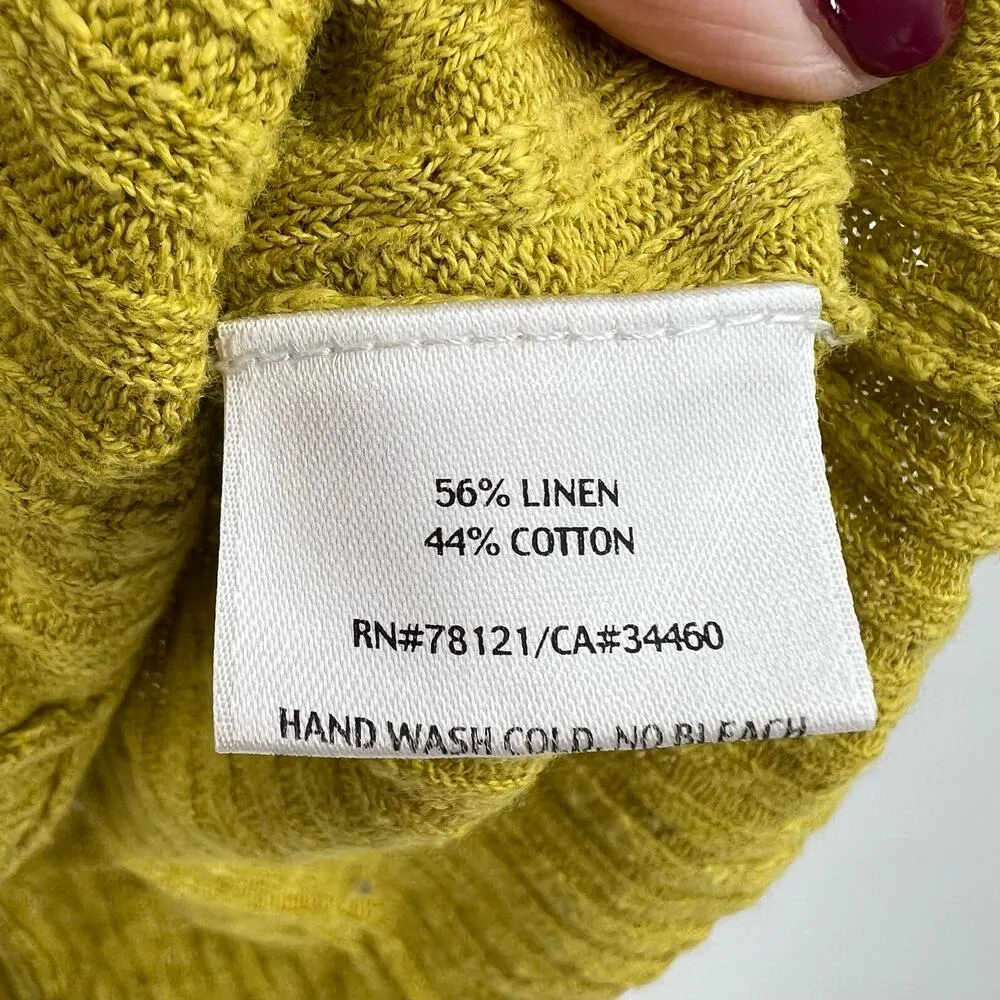 56% LINEN
44% COTTON
RN#78121/CA#34460
HAND WASH COLD. NO BLEACH